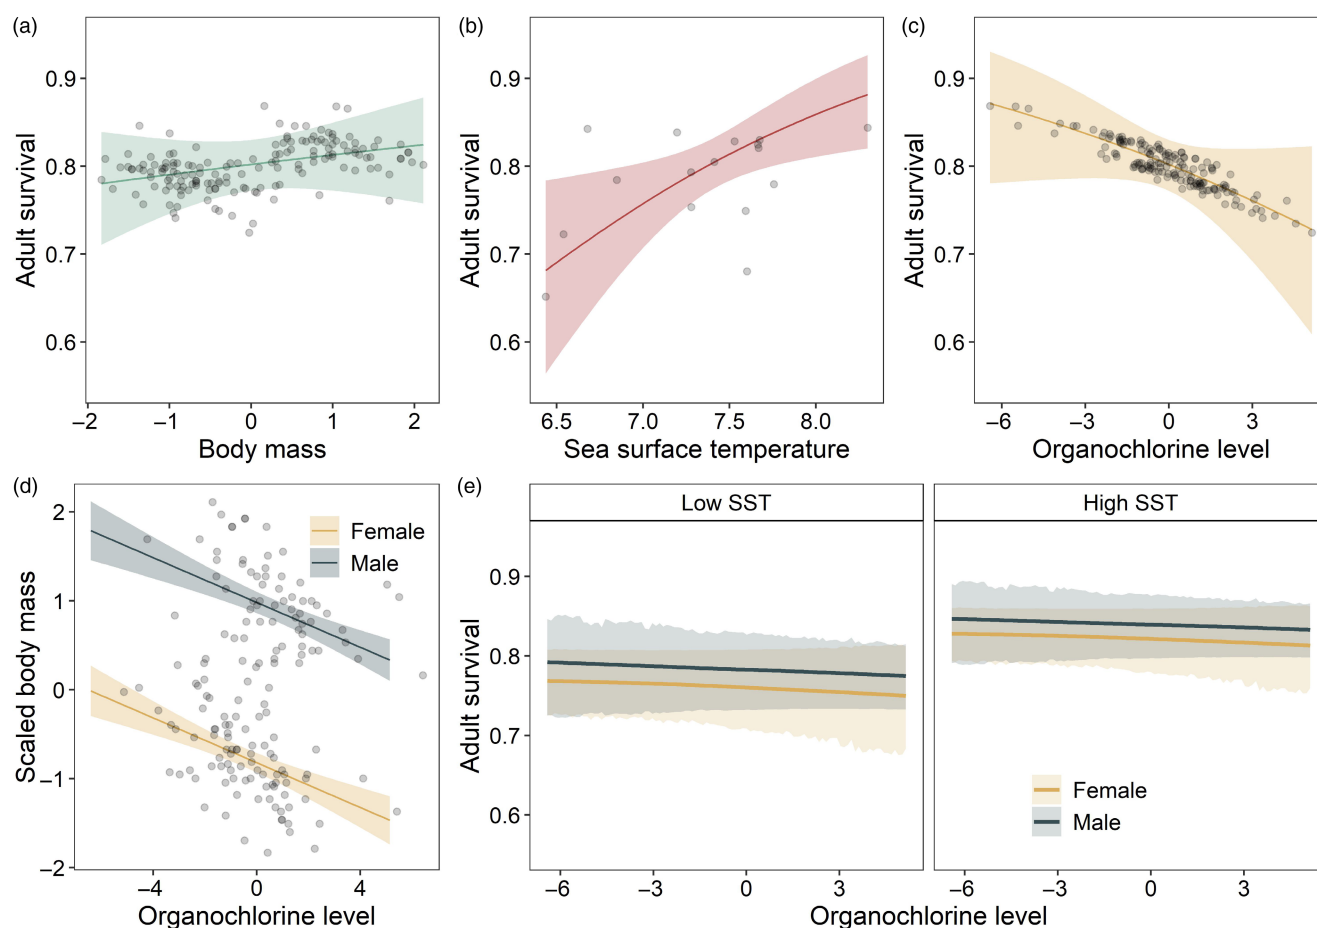 (a)
Adult survival
0.9
0.8
0.7
0.6
−2 −1 0 1 2
Body mass
(b)
Adult survival
0.9
0.8
0.7
0.6
6.5 7.0 7.5 8.0
Sea surface temperature
(c)
Adult survival
0.9
0.8
0.7
0.6
−6 −3 0 3
Organochlorine level
(d)
Scaled body mass
2
1
0
−1
−2
Female
Male
−4 0 4
Organochlorine level
(e)
Low SST
High SST
Adult survival
0.9
0.8
0.7
0.6
Female
Male
−6 −3 0 3
−6 −3 0 3
Organochlorine level